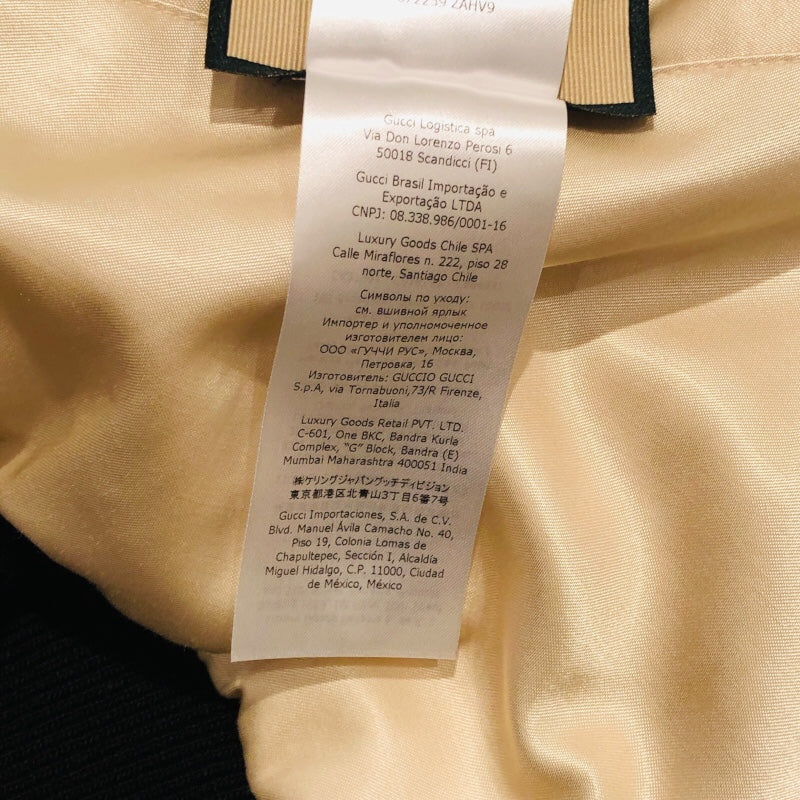 ZAHV9
Gucci Logistica spa
Via Don Lorenzo Perosi 6
50018 Scandicci (FI)
Gucci Brasil Importação e
Exportação LTDA
CNPJ: 08.338.986/0001-16
Luxury Goods Chile SPA
Calle Miraflores n. 222, piso 28
norte, Santiago Chile
Символы по уходу:
см. вшивной ярлык
Импортер и уполномоченное
изготовителем лицо:
ООО «ГУЧЧИ РУС», Москва,
Петровка, 16
Изготовитель: GUCCIO GUCCI
S.p.A, via Tornabuoni,73/R Firenze,
Italia
Luxury Goods Retail PVT. LTD.
C-601, One BKC, Bandra Kurla
Complex, "G" Block, Bandra (E)
Mumbai Maharashtra 400051 India
㈱ケリングジャパングッチディビジョン
東京都港区北青山3丁目6番7号
Gucci Importaciones, S.A. de C.V.
Blvd. Manuel Ávila Camacho No. 40,
Piso 19, Colonia Lomas de
Chapultepec, Sección I, Alcaldía
Miguel Hidalgo, C.P. 11000, Ciudad
de México, México